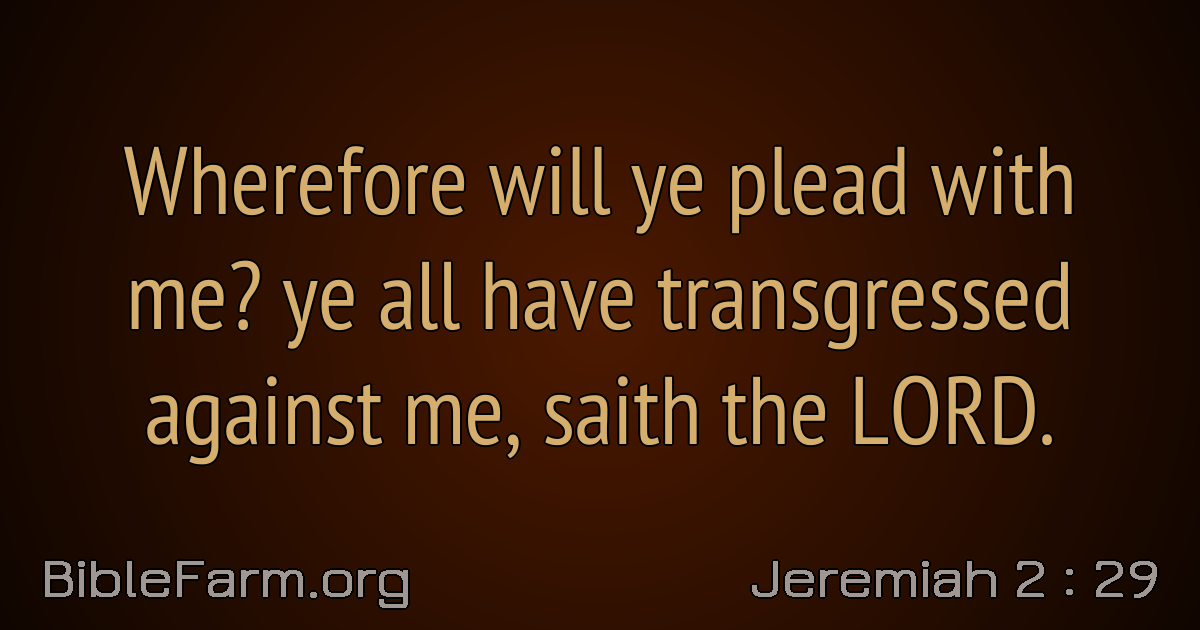 Wherefore will ye plead with
me? ye all have transgressed
against me, saith the LORD.
BibleFarm.org
Jeremiah 2 : 29